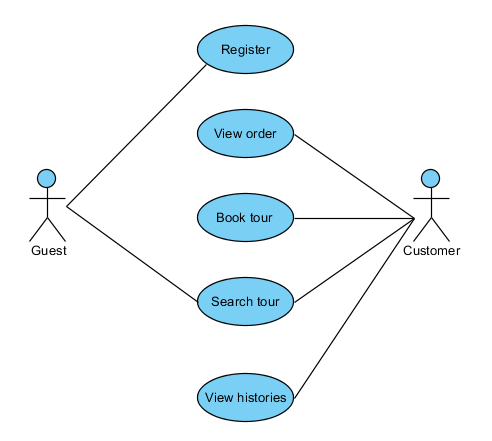 Register
View order
Book tour
Guest
Customer
Search tour
View histories